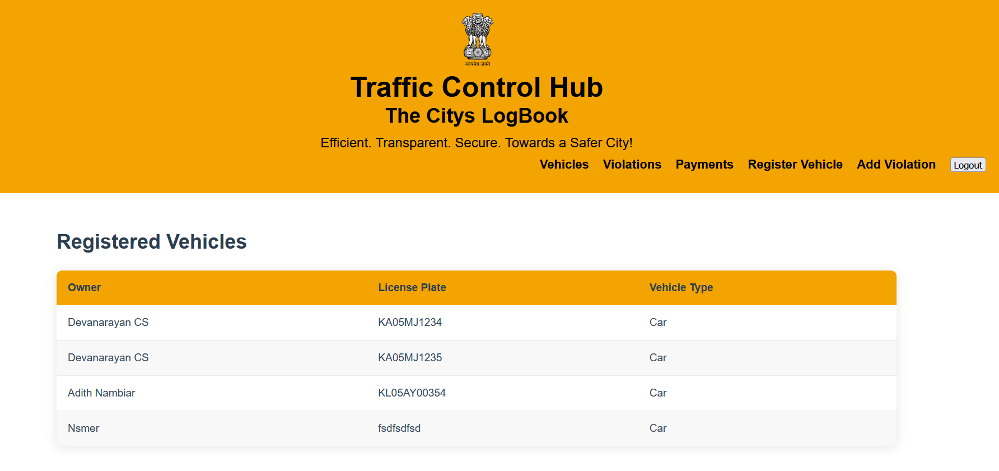 सत्यमेव जयते
Traffic Control Hub
The Citys LogBook
Efficient. Transparent. Secure. Towards a Safer City!
Vehicles Violations Payments Register Vehicle Add Violation Logout
Registered Vehicles
Owner License Plate Vehicle Type
Devanarayan CS KA05MJ1234 Car
Devanarayan CS KA05MJ1235 Car
Adith Nambiar KL05AY00354 Car
Nsmer fsdfsdfsd Car